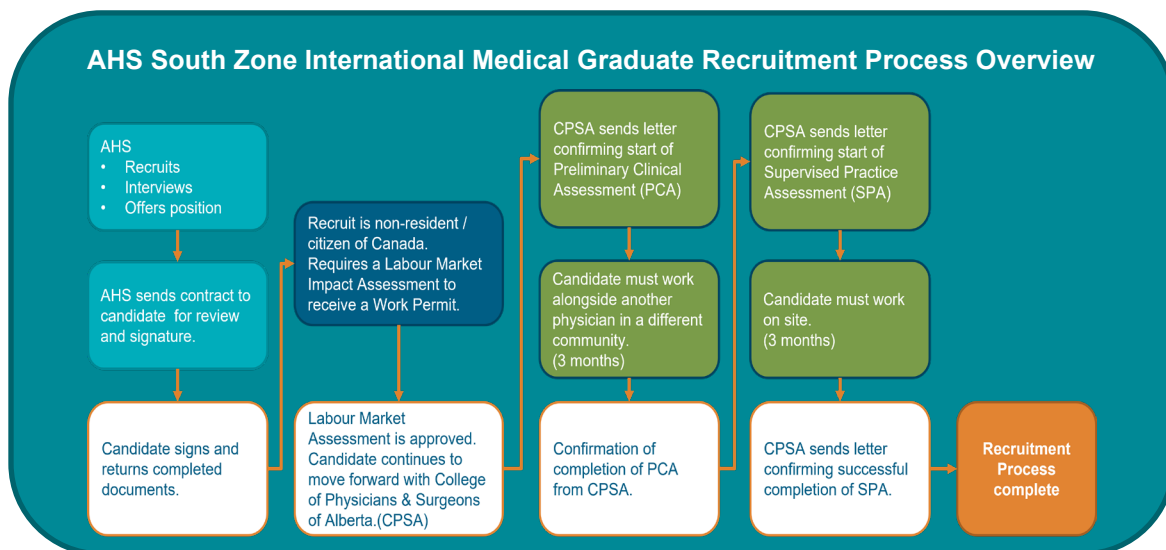 AHS South Zone International Medical Graduate Recruitment Process Overview
AHS
• Recruits
• Interviews
• Offers position
AHS sends contract to
candidate for review
and signature.
Candidate signs and
returns completed
documents.
Recruit is non-resident /
citizen of Canada.
Requires a Labour Market
Impact Assessment to
receive a Work Permit.
Labour Market
Assessment is approved.
Candidate continues to
move forward with College
of Physicians & Surgeons
of Alberta.(CPSA)
CPSA sends letter
confirming start of
Preliminary Clinical
Assessment (PCA)
Candidate must work
alongside another
physician in a different
community.
(3 months)
Confirmation of
completion of PCA
from CPSA.
CPSA sends letter
confirming start of
Supervised Practice
Assessment (SPA)
Candidate must work
on site.
(3 months)
CPSA sends letter
confirming successful
completion of SPA.
Recruitment
Process
complete